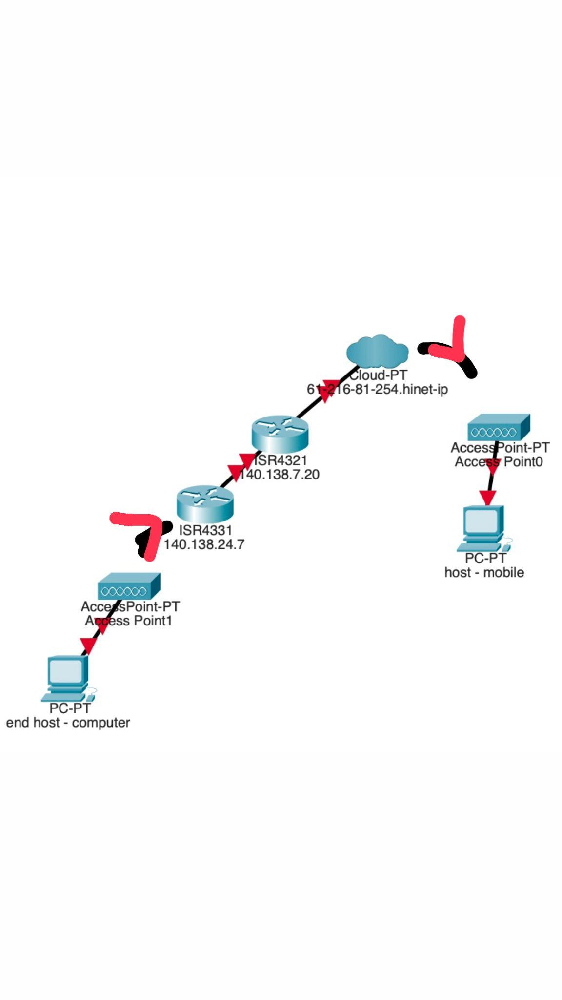 Cloud-PT
61-216-81-254.hinet-ip
AccessPoint-PT
Access Point0
ISR4321
140.138.7.20
ISR4331
140.138.24.7
PC-PT
host - mobile
AccessPoint-PT
Access Point1
PC-PT
end host - computer